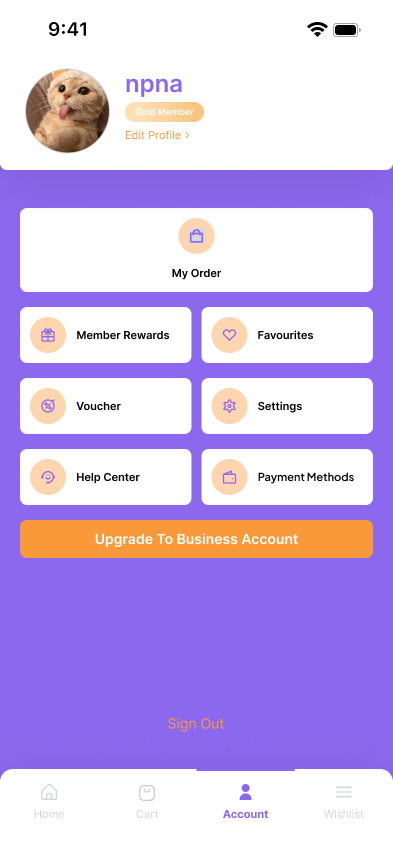 9:41
npna
Gold Member
Edit Profile >
My Order
Member Rewards
Favourites
Voucher
Settings
Help Center
Payment Methods
Upgrade To Business Account
Sign Out
Home
Cart
Account
Wishlist